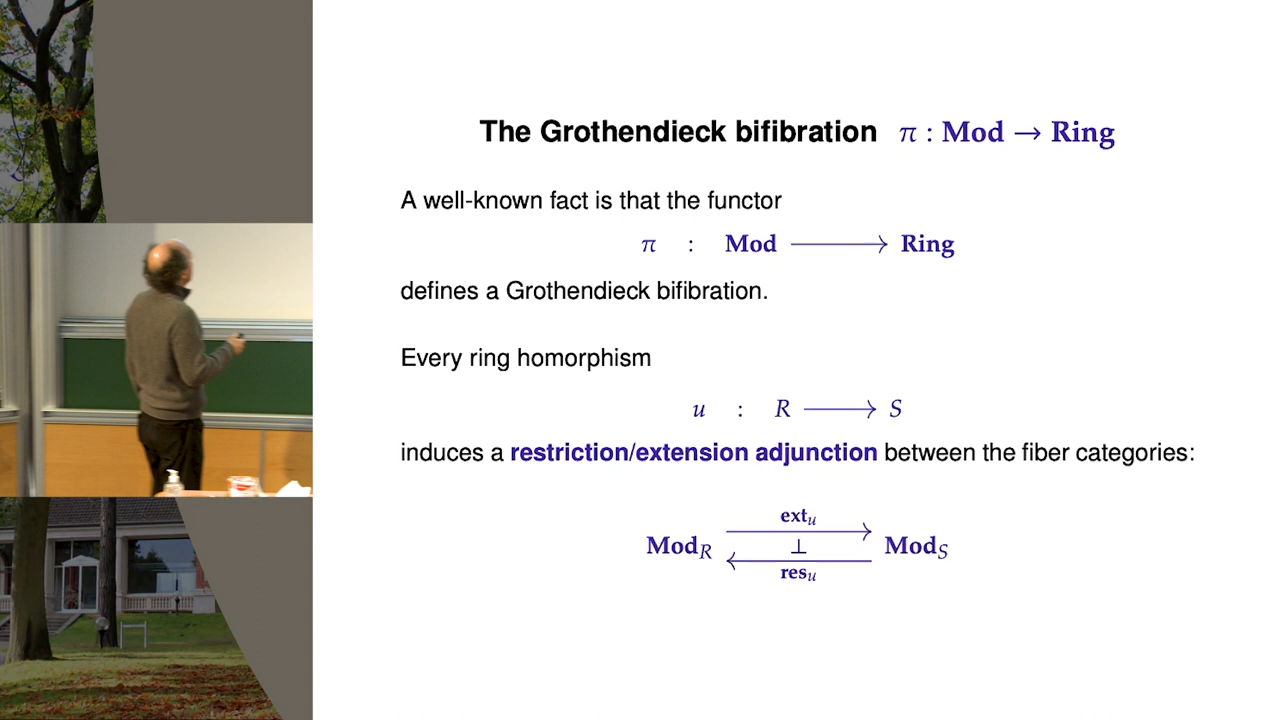 The Grothendieck bifibration π : Mod → Ring
A well-known fact is that the functor
π : Mod ⟶ Ring
defines a Grothendieck bifibration.
Every ring homorphism
u : R ⟶ S
induces a restriction/extension adjunction between the fiber categories:
ext_u
Mod_R ⊥ Mod_S
res_u